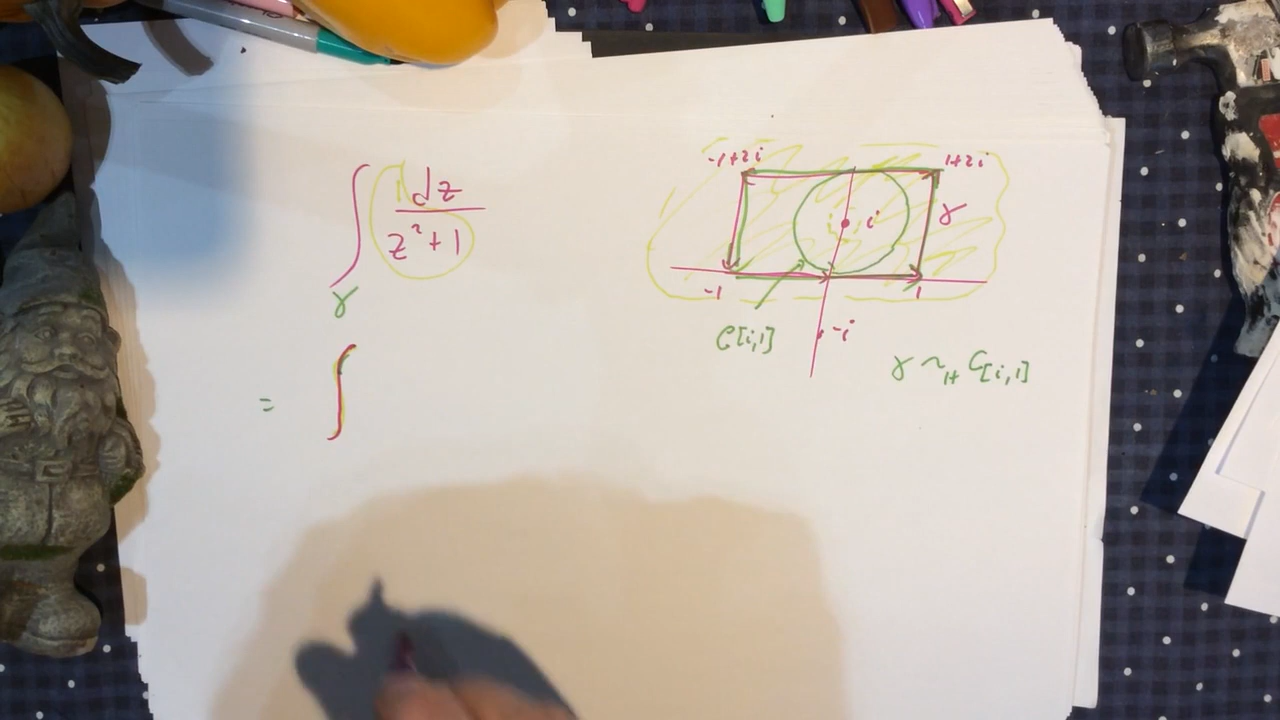 ∫ dz
z²+1
γ
= ∫
-1+2i
1+2i
γ
i
-1
1
C[i,1]
-i
γ ~H C[i,1]